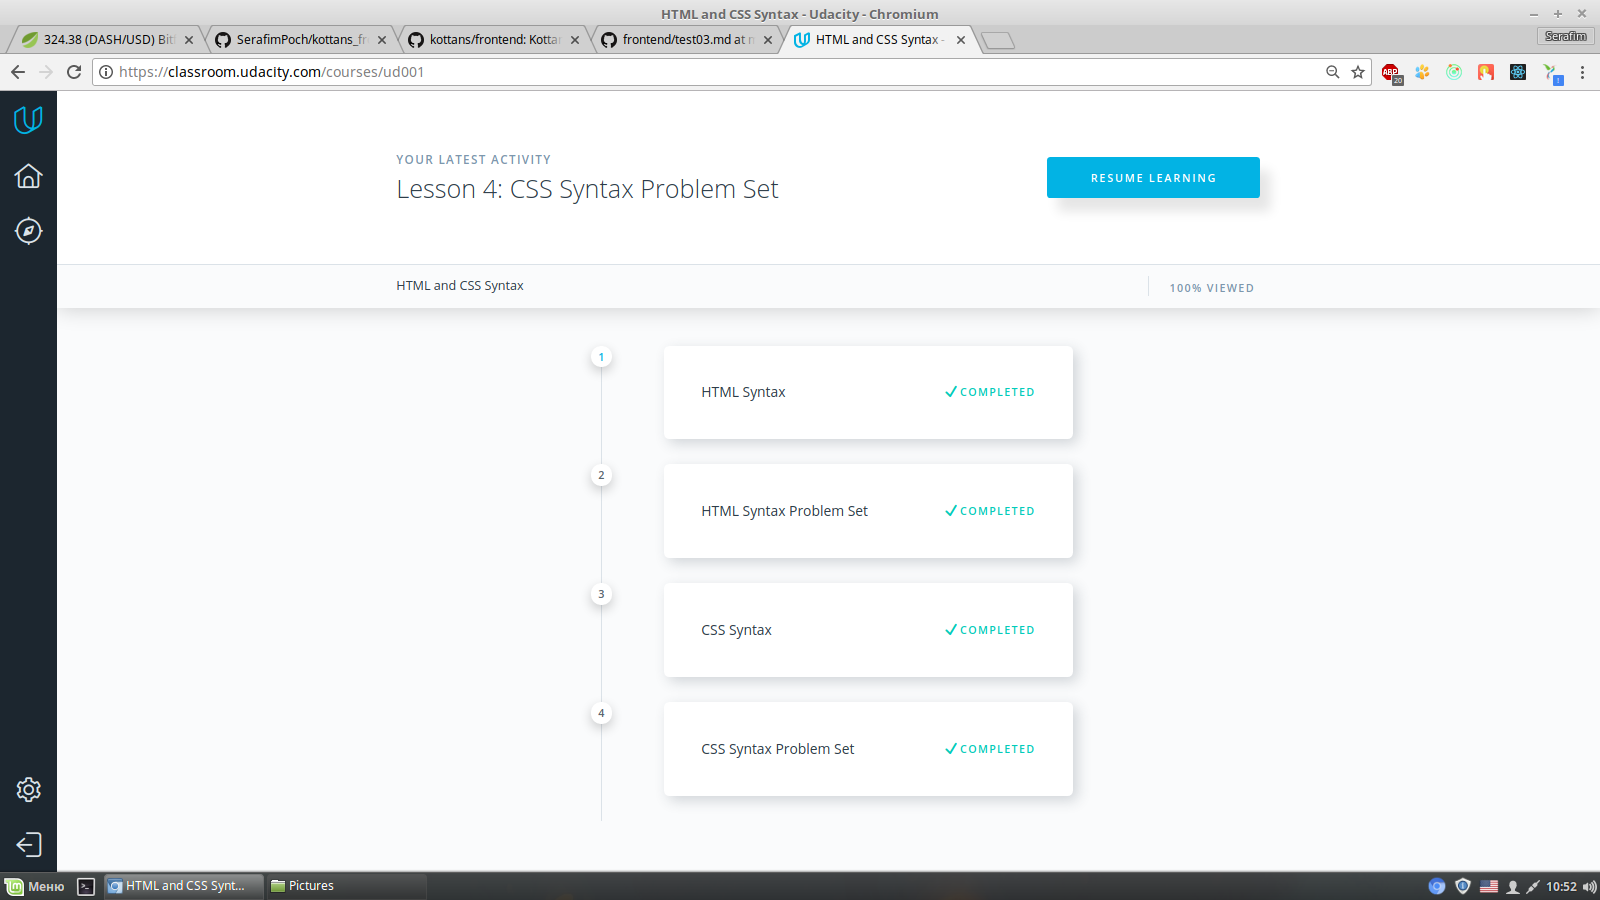 HTML and CSS Syntax - Udacity - Chromium
324.38 (DASH/USD) Bitf
SerafimPoch/kottans_fr
kottans/frontend: Kotta
frontend/test03.md at m
HTML and CSS Syntax -
Serafim
https://classroom.udacity.com/courses/ud001
ABP
20
YOUR LATEST ACTIVITY
Lesson 4: CSS Syntax Problem Set
RESUME LEARNING
HTML and CSS Syntax
100% VIEWED
1
HTML Syntax
COMPLETED
2
HTML Syntax Problem Set
COMPLETED
3
CSS Syntax
COMPLETED
4
CSS Syntax Problem Set
COMPLETED
Меню
HTML and CSS Synt...
Pictures
10:52